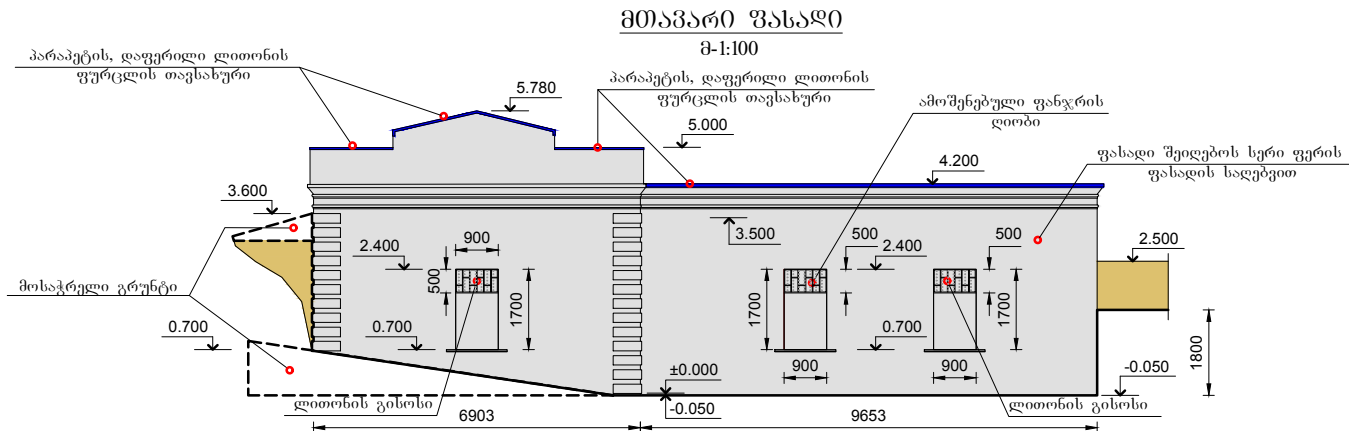 მთავარი ფასადი
მ-1:100
პარაპეტის, დაფერილი ლითონის
ფურცლის თავსახური
5.780
პარაპეტის, დაფერილი ლითონის
ფურცლის თავსახური
ამოშენებული ფანჯრის
ღიობი
5.000
ფასადი შეიღებოს სერი ფერის
ფასადის საღებვით
4.200
3.600
3.500
2.400
900
500
1700
500
2.400
500
2.500
მოსაჭრელი გრუნტი
0.700
0.700
1700
0.700
1700
1800
900
900
±0.000
-0.050
-0.050
ლითონის გისოსი
ლითონის გისოსი
6903
9653